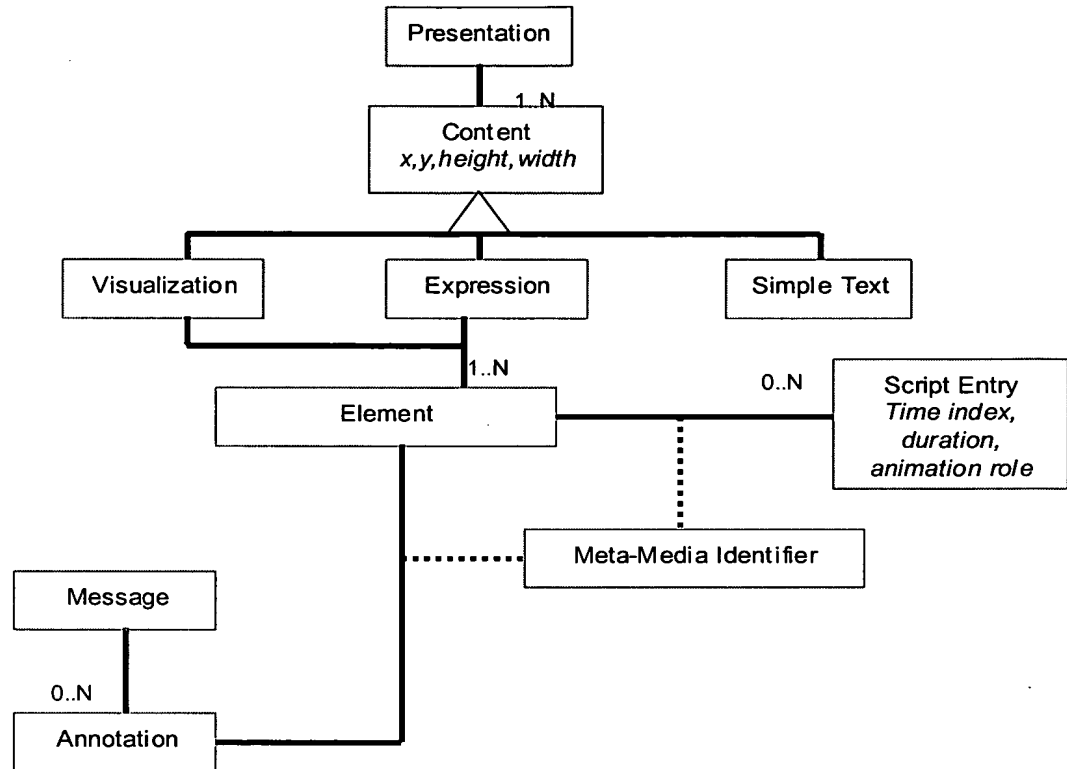 Presentation
1..N
Content
x,y,height,width
Visualization
Expression
Simple Text
1..N
0..N
Element
Script Entry
Time index,
duration,
animation role
Meta-Media Identifier
Message
0..N
Annotation